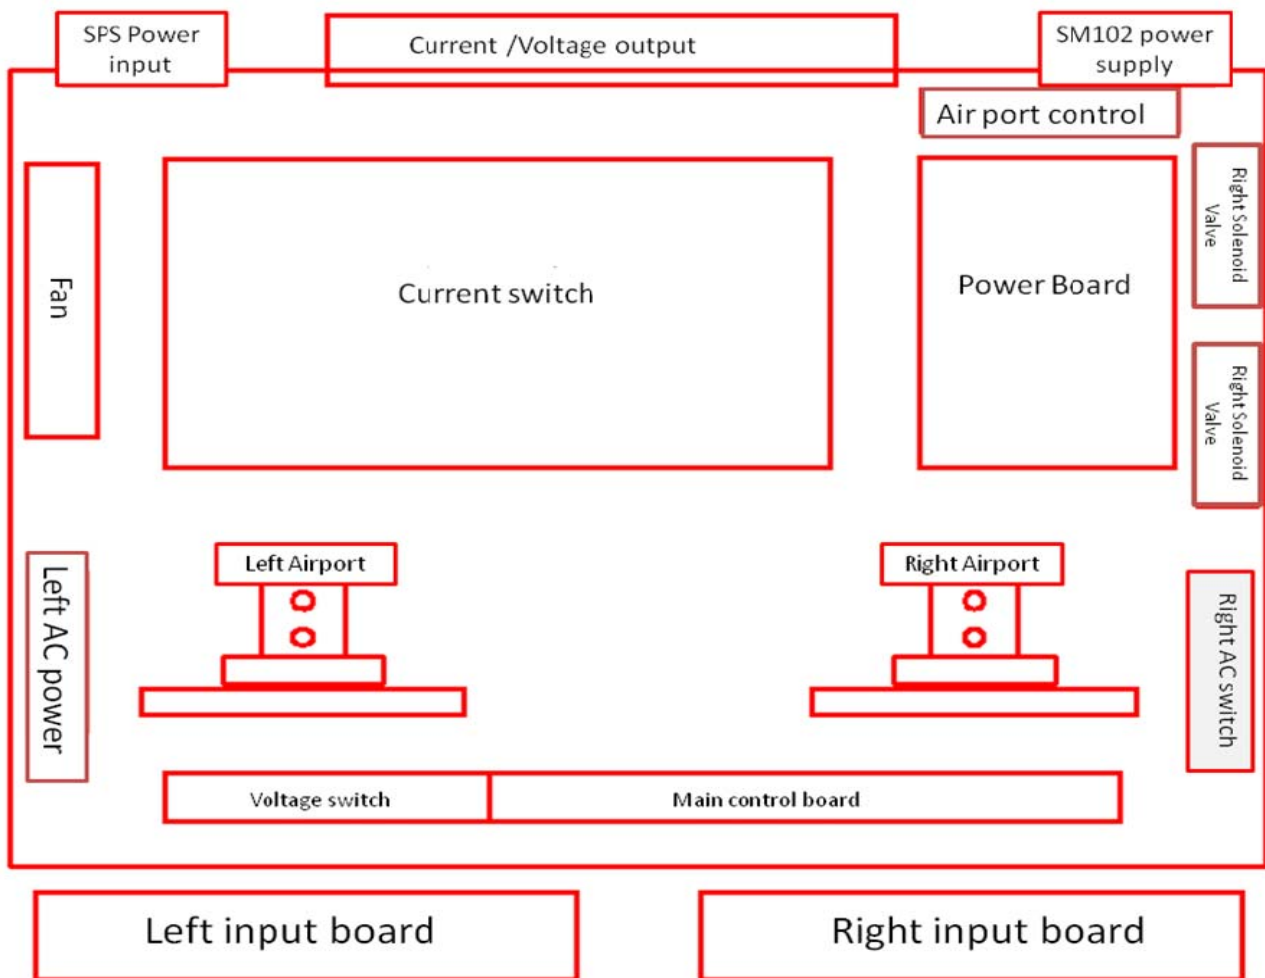 SPS Power
input
Current /Voltage output
SM102 power
supply
Air port control
Fan
Current switch
Power Board
Right Solenoid
Valve
Right Solenoid
Valve
Left AC power
Left Airport
Right Airport
Right AC switch
Voltage switch
Main control board
Left input board
Right input board